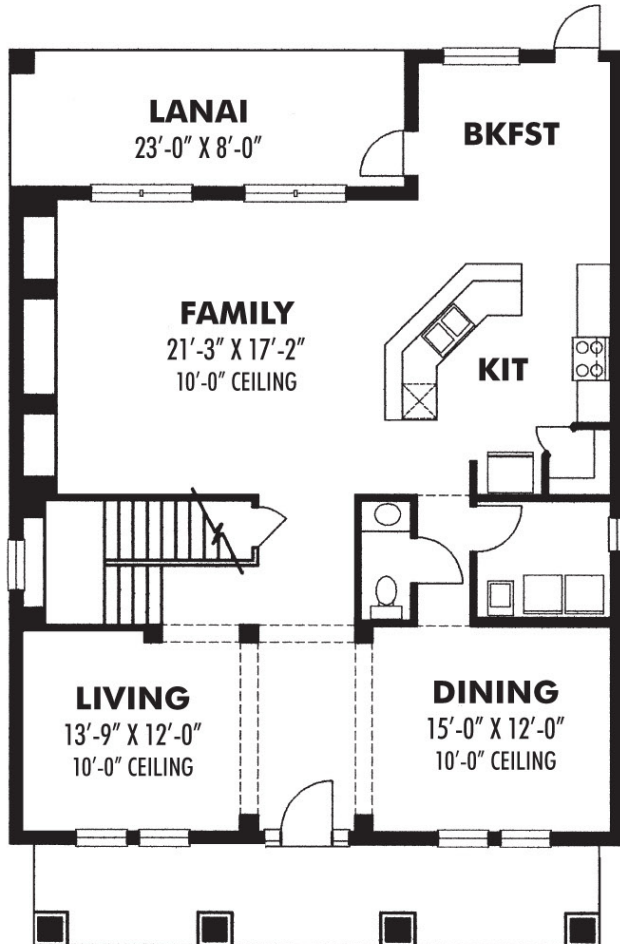 LANAI
23'-0" X 8'-0"
BKFST
FAMILY
21'-3" X 17'-2"
10'-0" CEILING
KIT
LIVING
13'-9" X 12'-0"
10'-0" CEILING
DINING
15'-0" X 12'-0"
10'-0" CEILING